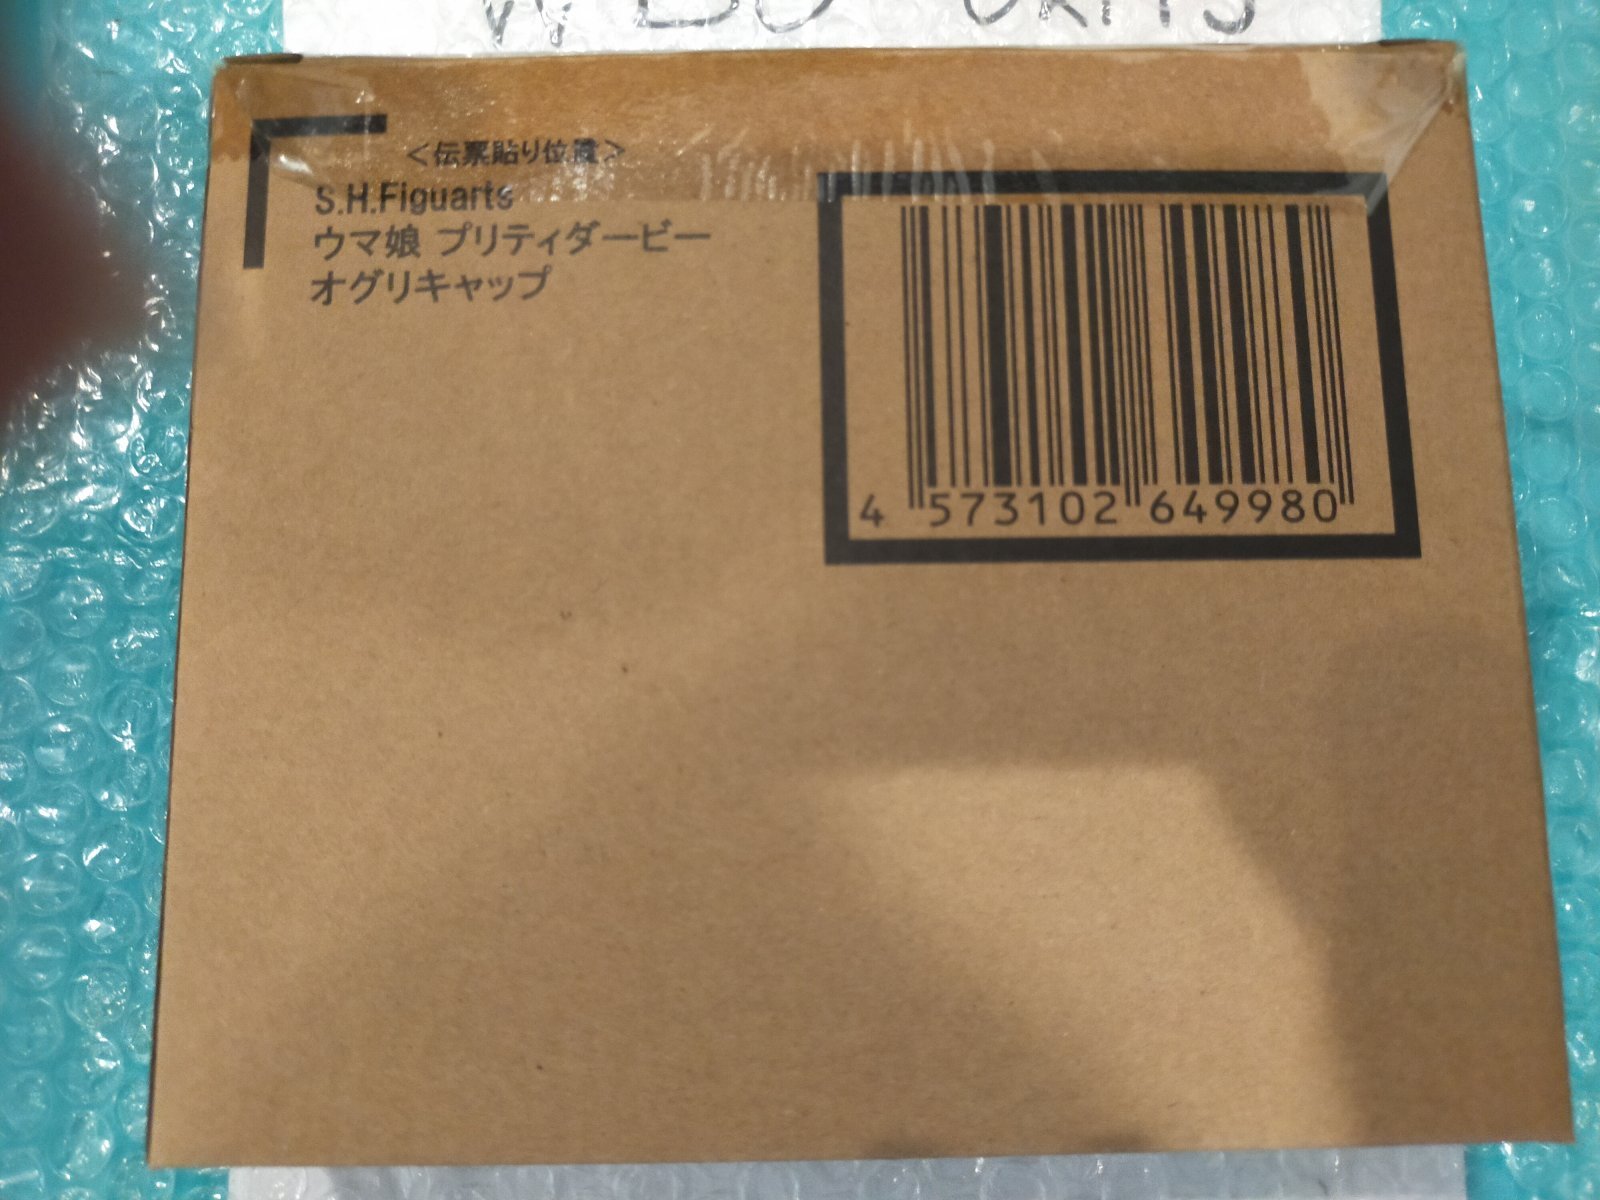 <伝票貼り位置>
S.H.Figuarts
ウマ娘 プリティダービー
オグリキャップ
4 573102 649980